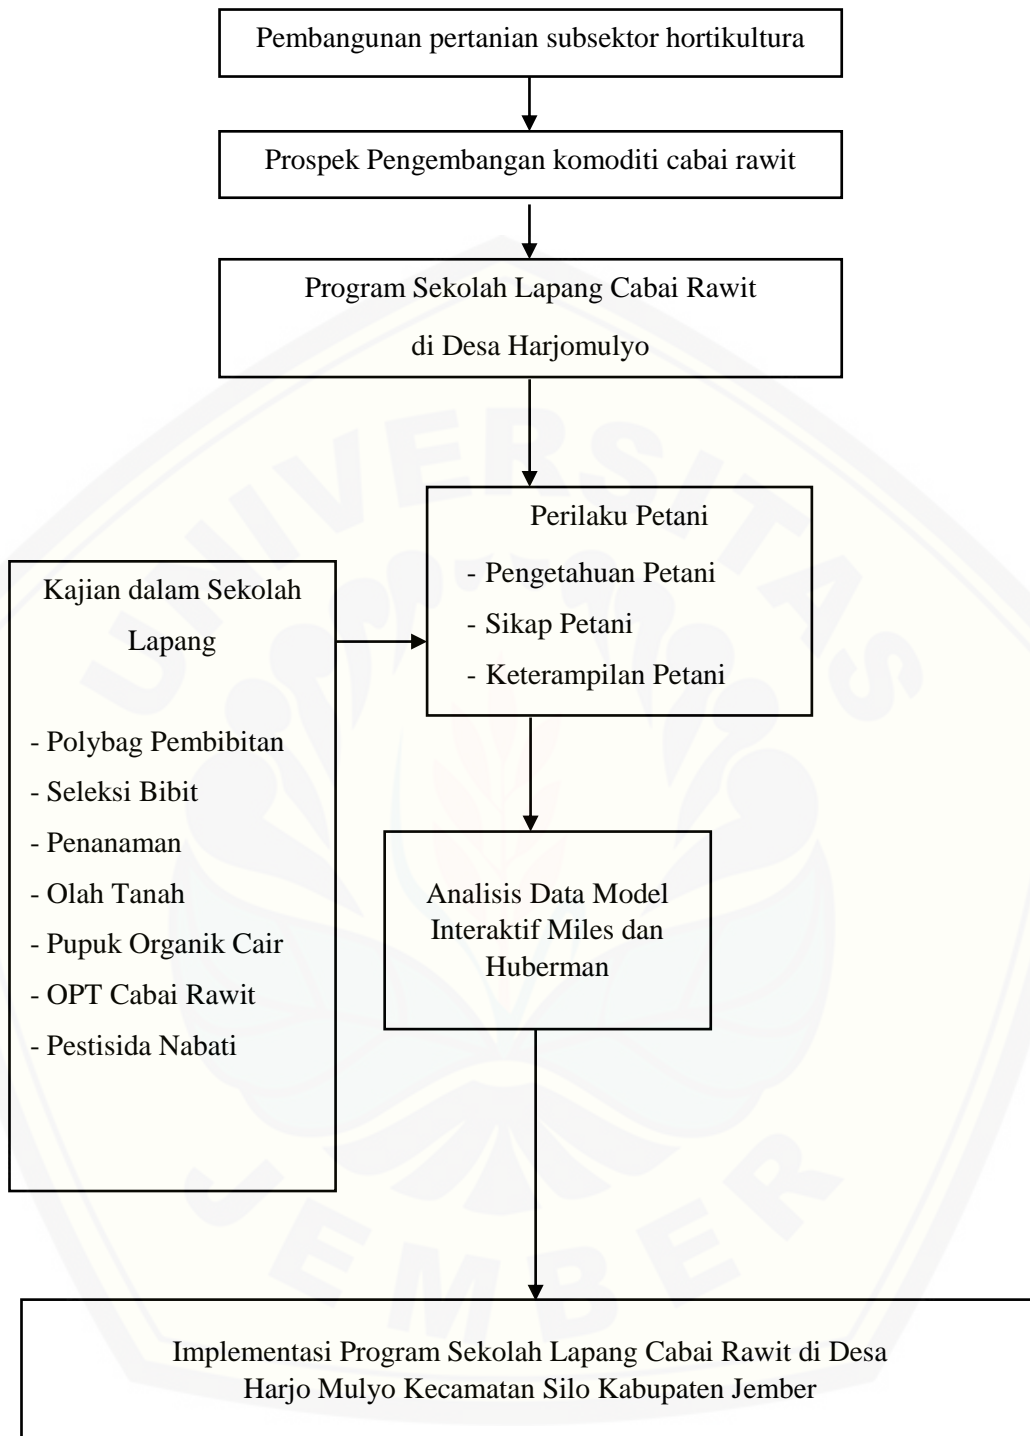 Pembangunan pertanian subsektor hortikultura
Prospek Pengembangan komoditi cabai rawit
Program Sekolah Lapang Cabai Rawit
di Desa Harjomulyo
Perilaku Petani
- Pengetahuan Petani
- Sikap Petani
- Keterampilan Petani
Kajian dalam Sekolah
Lapang
- Polybag Pembibitan
- Seleksi Bibit
- Penanaman
- Olah Tanah
- Pupuk Organik Cair
- OPT Cabai Rawit
- Pestisida Nabati
Analisis Data Model
Interaktif Miles dan
Huberman
Implementasi Program Sekolah Lapang Cabai Rawit di Desa
Harjo Mulyo Kecamatan Silo Kabupaten Jember
UNIVERSITAS
JEMBER